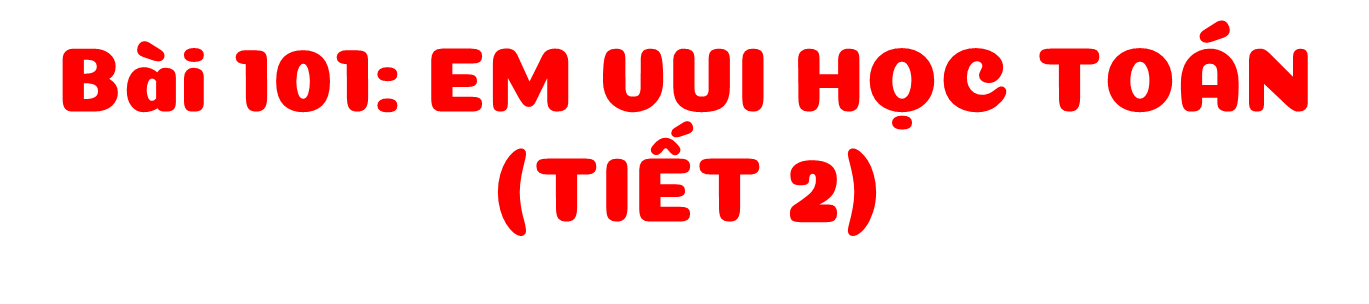 Bài 101: EM VUI HỌC TOÁN
(TIẾT 2)